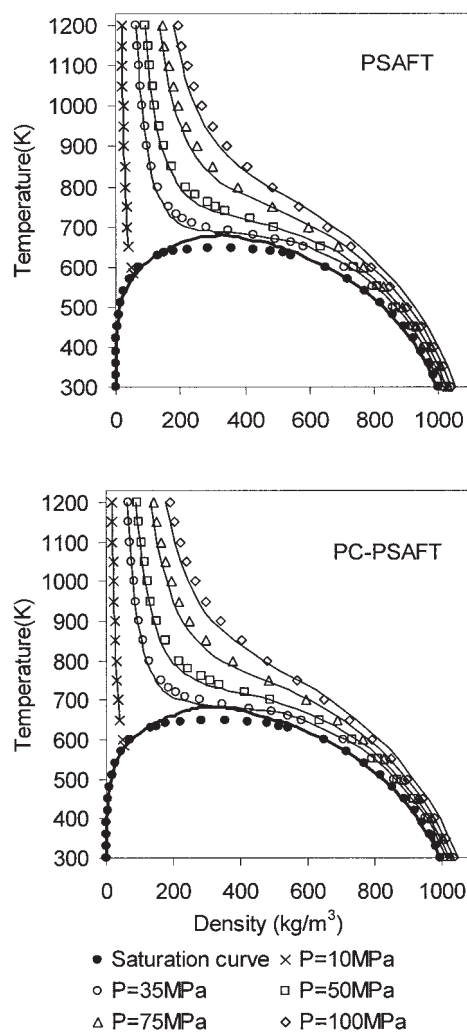 PSAFT
Temperature(K)
1200
1100
1000
900
800
700
600
500
400
300
0 200 400 600 800 1000
PC-PSAFT
Temperature(K)
1200
1100
1000
900
800
700
600
500
400
300
0 200 400 600 800 1000
Density (kg/m³)
Saturation curve P=10MPa
P=35MPa P=50MPa
P=75MPa P=100MPa